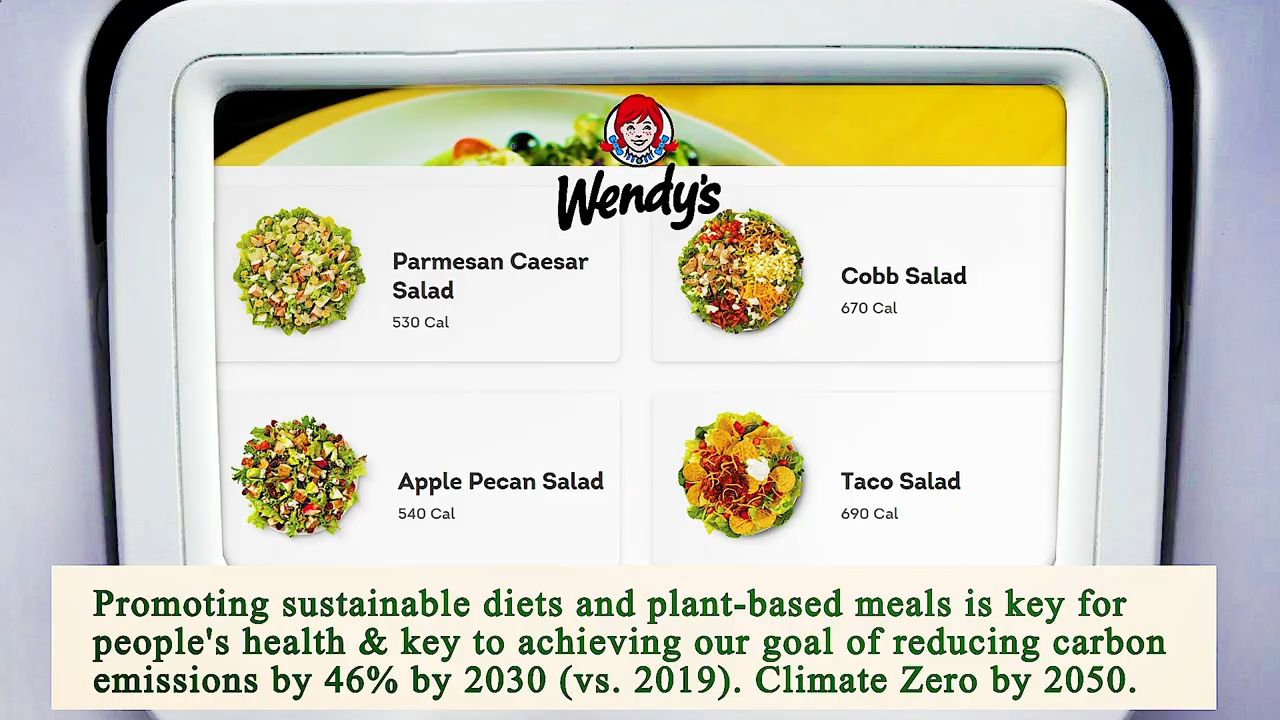 Wendy's
Parmesan Caesar
Salad
530 Cal
Cobb Salad
670 Cal
Apple Pecan Salad
540 Cal
Taco Salad
690 Cal
Promoting sustainable diets and plant-based meals is key for
people's health & key to achieving our goal of reducing carbon
emissions by 46% by 2030 (vs. 2019). Climate Zero by 2050.